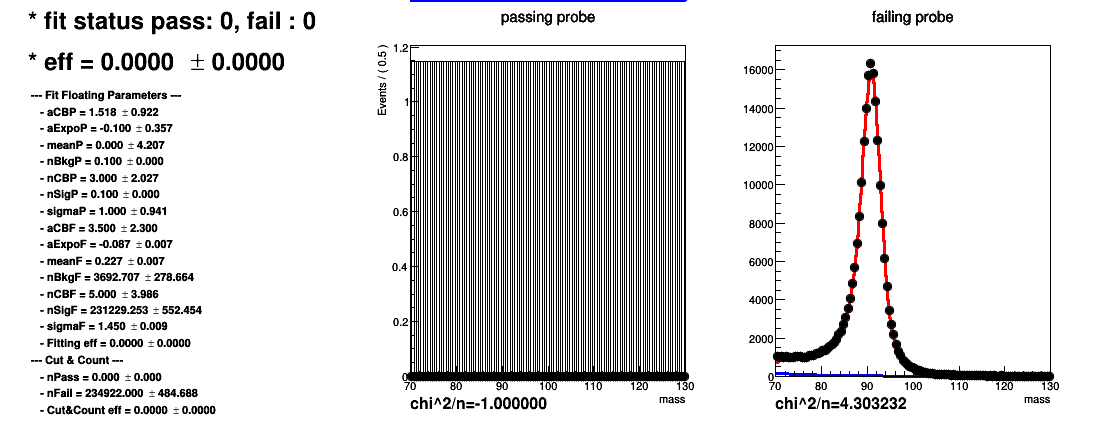 * fit status pass: 0, fail : 0
* eff = 0.0000 ± 0.0000
--- Fit Floating Parameters ---
- aCBP = 1.518 ± 0.922
- aExpoP = -0.100 ± 0.357
- meanP = 0.000 ± 4.207
- nBkgP = 0.100 ± 0.000
- nCBP = 3.000 ± 2.027
- nSigP = 0.100 ± 0.000
- sigmaP = 1.000 ± 0.941
- aCBF = 3.500 ± 2.300
- aExpoF = -0.087 ± 0.007
- meanF = 0.227 ± 0.007
- nBkgF = 3692.707 ± 278.664
- nCBF = 5.000 ± 3.986
- nSigF = 231229.253 ± 552.454
- sigmaF = 1.450 ± 0.009
- Fitting eff = 0.0000 ± 0.0000
--- Cut & Count ---
- nPass = 0.000 ± 0.000
- nFail = 234922.000 ± 484.688
- Cut&Count eff = 0.0000 ± 0.0000
passing probe
Events / ( 0.5 )
1.2
1
0.8
0.6
0.4
0.2
0
70 80 90 100 110 120 130
mass
chi^2/n=-1.000000
failing probe
16000
14000
12000
10000
8000
6000
4000
2000
0
70 80 90 100 110 120 130
mass
chi^2/n=4.303232